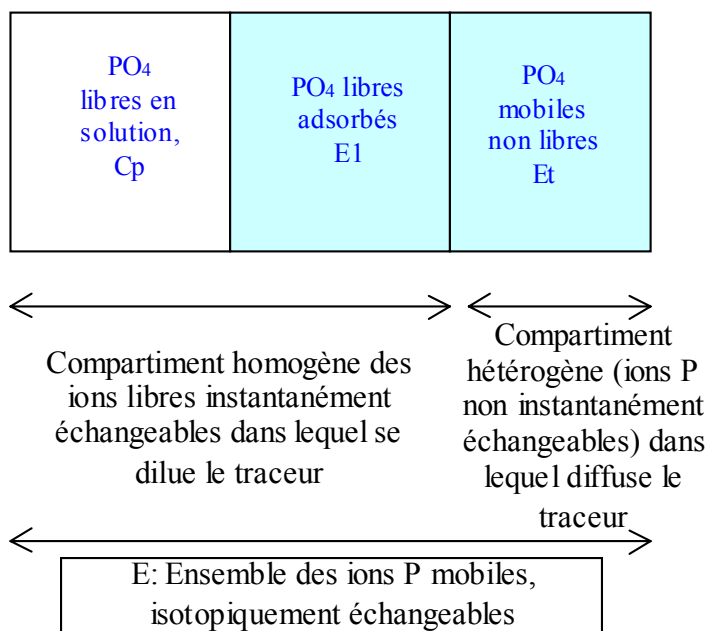 PO4
libres en
solution,
Cp
PO4 libres
adsorbés
E1
PO4
mobiles
non libres
Et
Compartiment homogène des
ions libres instantanément
échangeables dans lequel se
dilue le traceur
Compartiment
hétérogène (ions P
non instantanément
échangeables) dans
lequel diffuse le
traceur
E: Ensemble des ions P mobiles,
isotopiquement échangeables